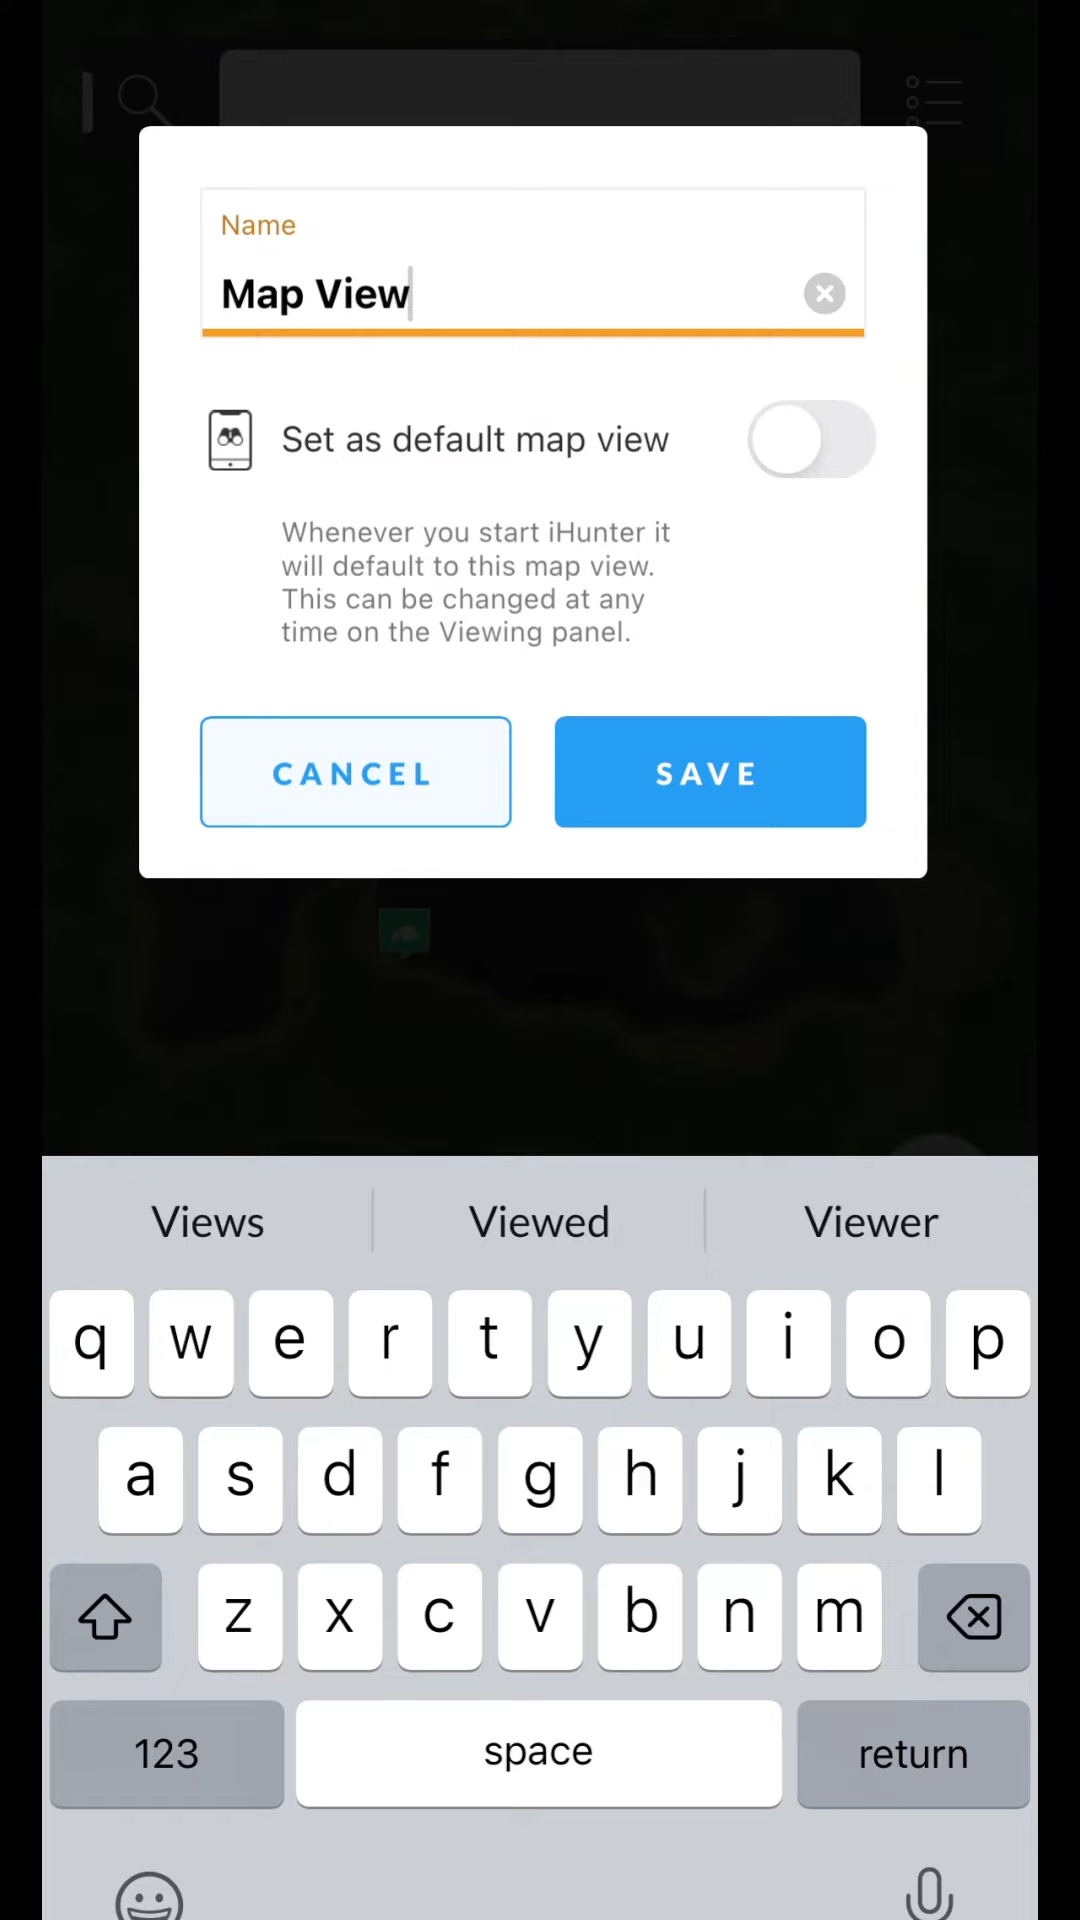 Name
Map View
Set as default map view
Whenever you start iHunter it
will default to this map view.
This can be changed at any
time on the Viewing panel.
CANCEL SAVE
Views Viewed Viewer
q w e r t y u i o p
a s d f g h j k l
z x c v b n m
123 space return